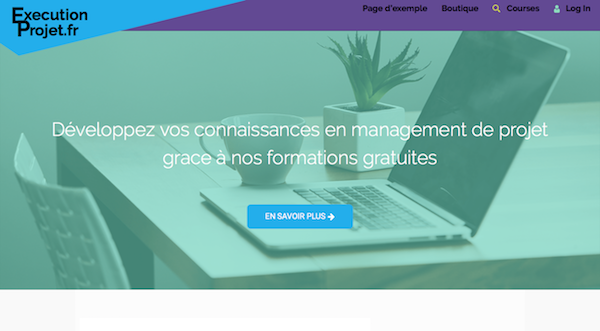 Execution
Projet.fr
Page d'exemple Boutique Courses Log In
Développez vos connaissances en management de projet
grace à nos formations gratuites
EN SAVOIR PLUS